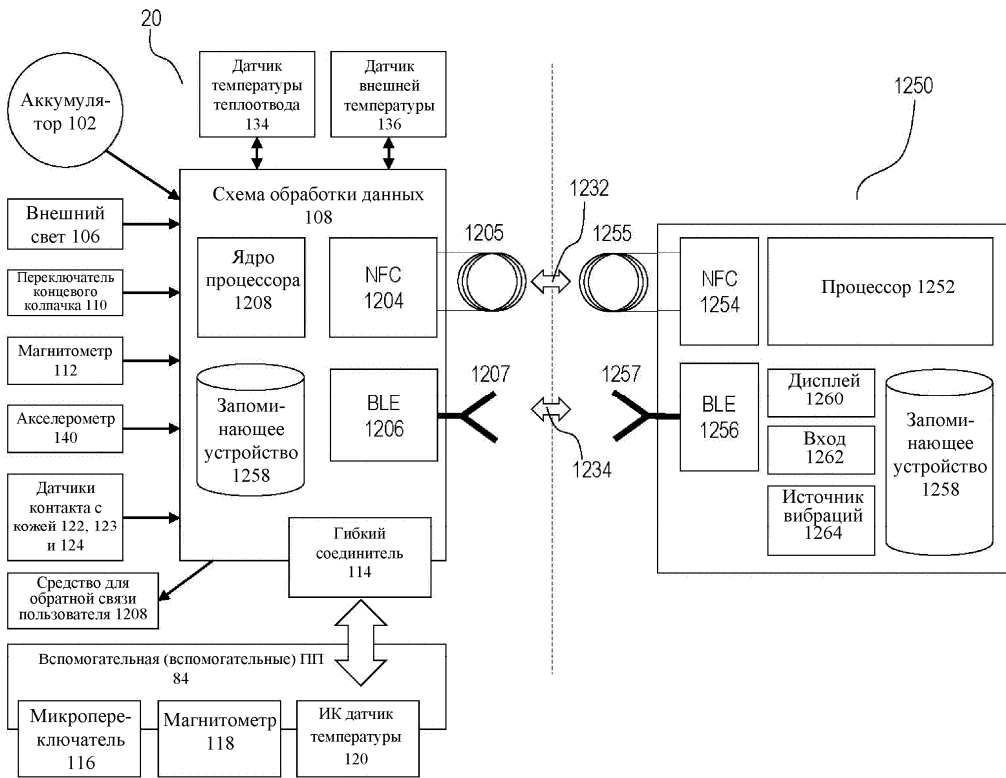 20
Датчик
температуры
теплоотвода
134
Датчик
внешней
температуры
136
Аккумуля-
тор 102
1250
Схема обработки данных
108
Внешний
свет 106
Переключатель
концевого
колпачка 110
Магнитометр
112
Акселерометр
140
Датчики
контакта с
кожей 122, 123
и 124
Средство для
обратной связи
пользователя 1208
Ядро
процессора
1208
NFC
1204
Запоми-
нающее
устройство
1258
BLE
1206
Гибкий
соединитель
114
1205
1232
1255
1207
1257
1234
NFC
1254
Процессор 1252
BLE
1256
Дисплей
1260
Вход
1262
Источник
вибраций
1264
Запоми-
нающее
устройство
1258
Вспомогательная (вспомогательные) ПП
84
Микропере-
ключатель
116
Магнитометр
118
ИК датчик
температуры
120